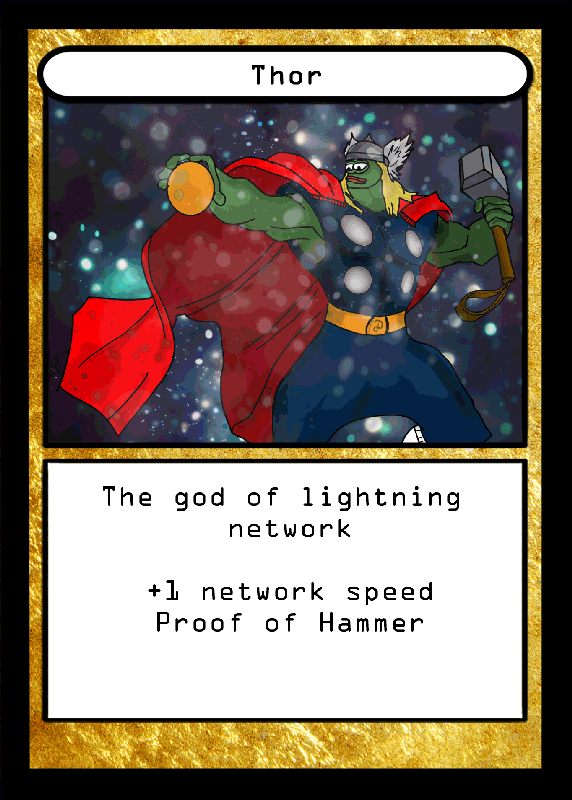 Thor
The god of lightning
network
+1 network speed
Proof of Hammer